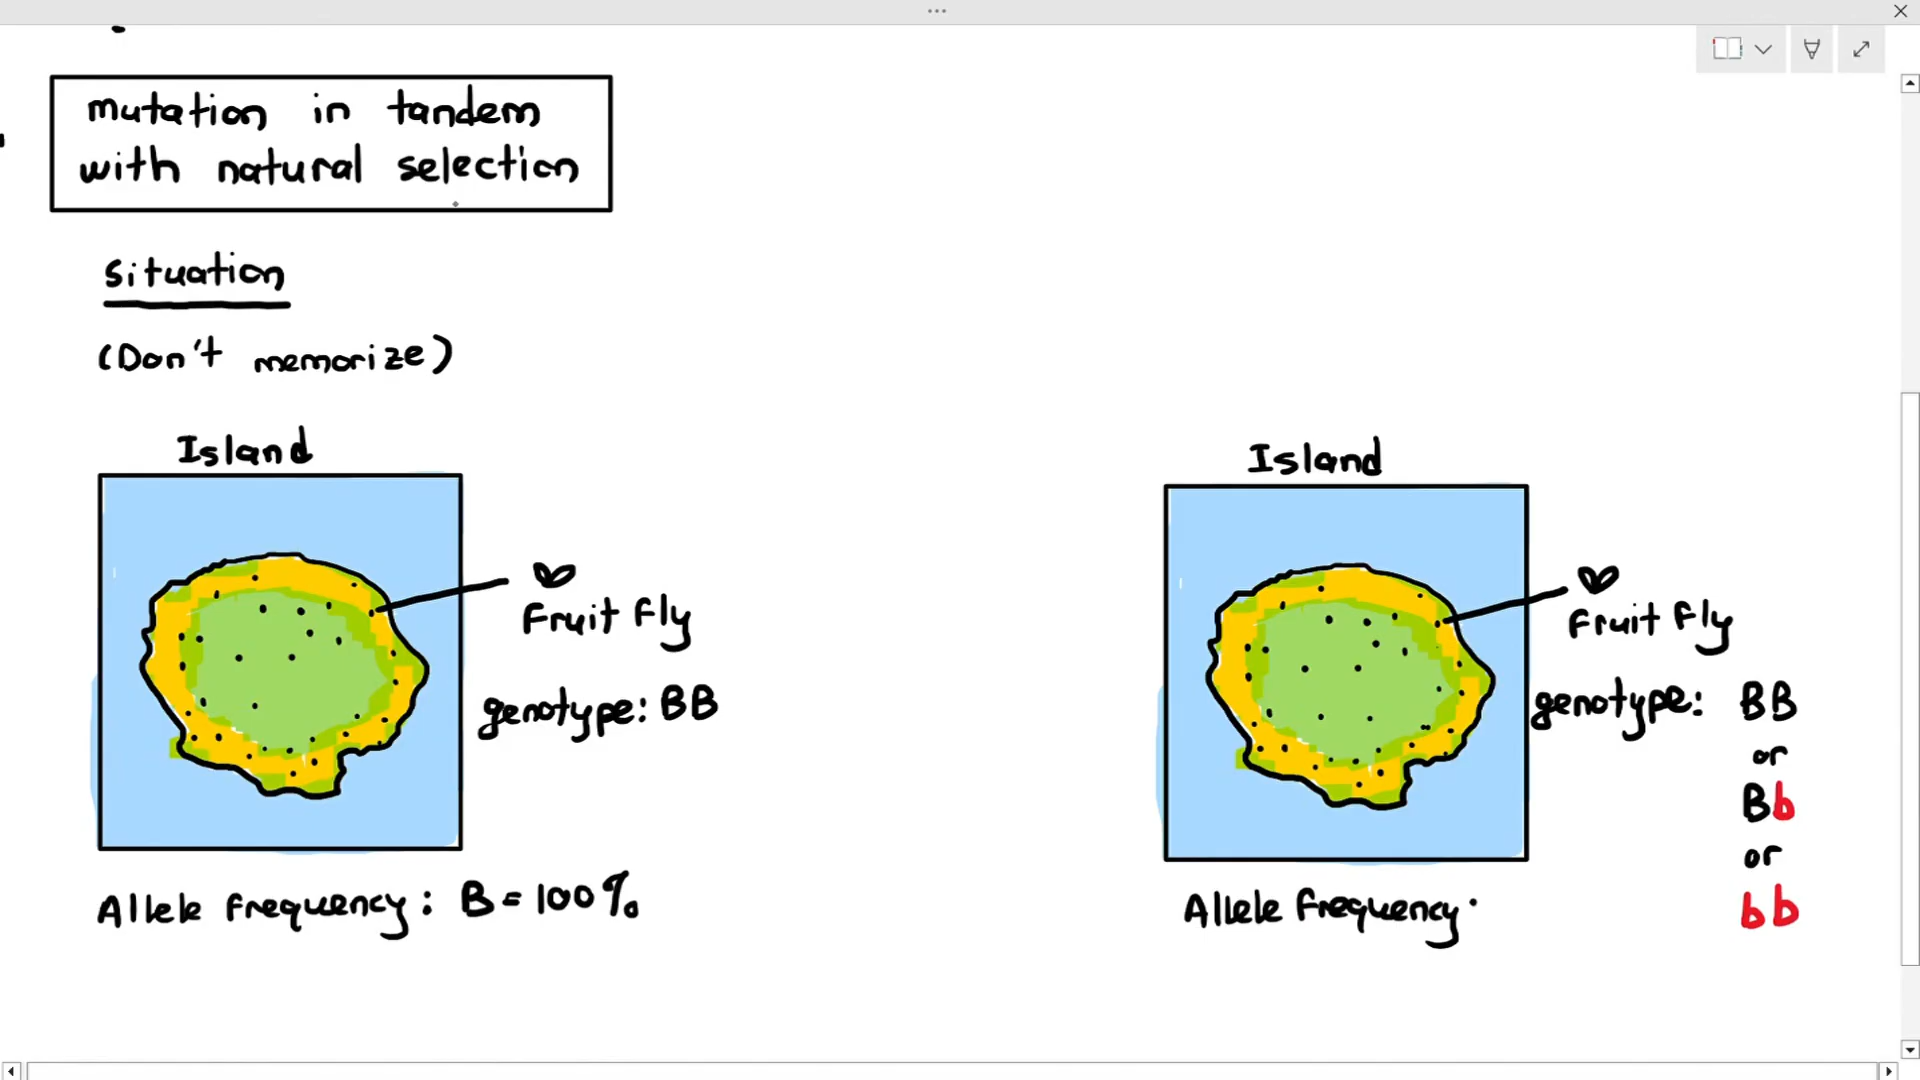 mutation in tandem
with natural selection
Situation
(Don't memorize)
Island
Fruit Fly
genotype: BB
Allele frequency: B = 100%
Island
Fruit Fly
genotype: BB
or
Bb
or
bb
Allele frequency: